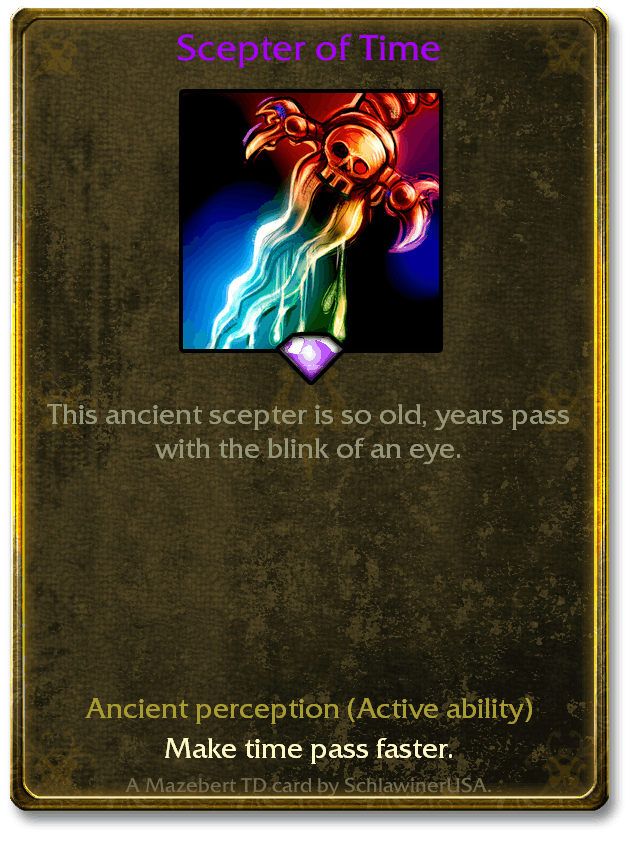 Scepter of Time
This ancient scepter is so old, years pass
with the blink of an eye.
Ancient perception (Active ability)
Make time pass faster.
A Mazebert TD card by SchlawinerUSA.